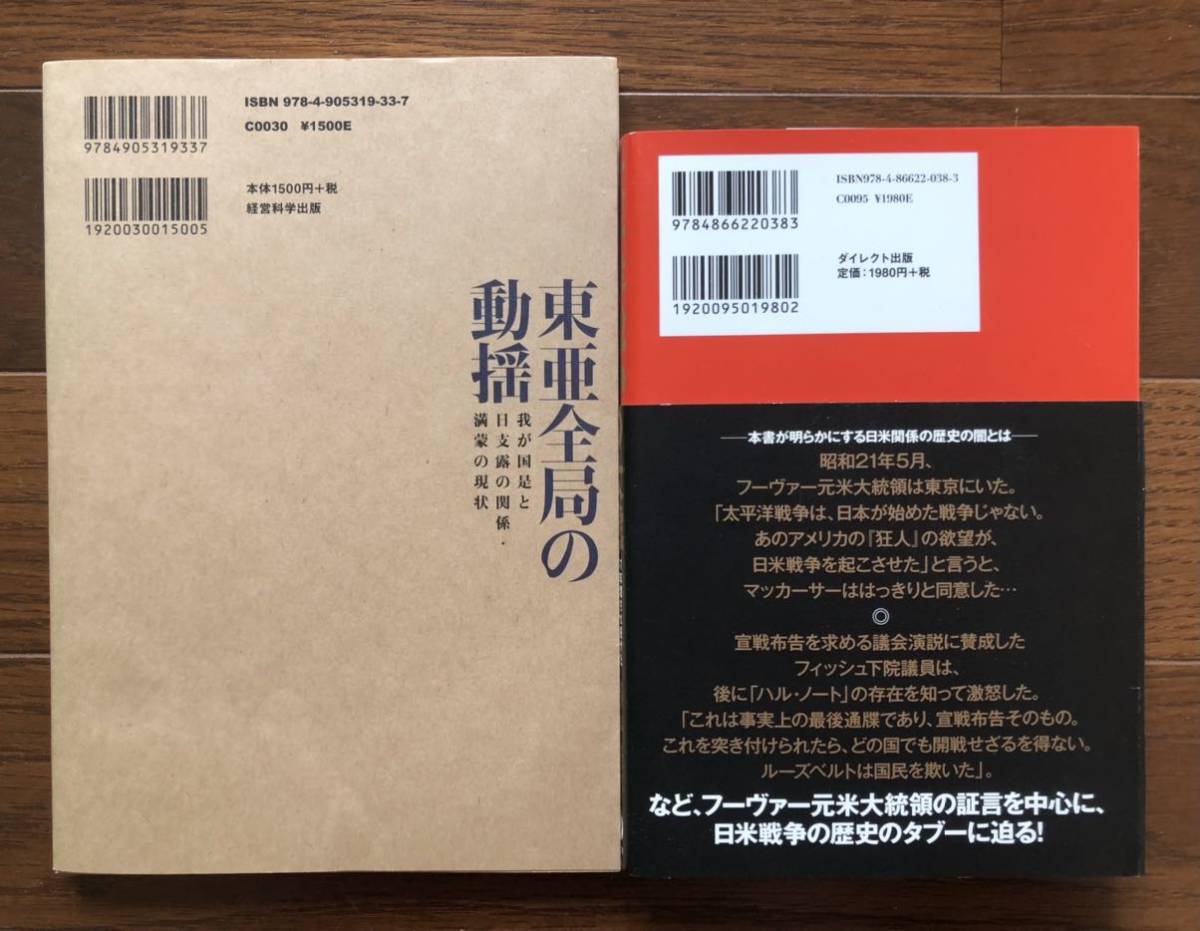 ISBN 978-4-905319-33-7
C0030 ¥1500E
9784905319337
本体1500円+税
経営科学出版
1920030015005
東亜全局の
動揺
我が国是と
日支露の関係・
満蒙の現状
ISBN978-4-86622-038-3
C0095 ¥1980E
9784866220383
ダイレクト出版
定価:1980円+税
1920095019802
──本書が明らかにする日米関係の歴史の闇とは──
昭和21年5月、
フーヴァー元米大統領は東京にいた。
「太平洋戦争は、日本が始めた戦争じゃない。
あのアメリカの『狂人』の欲望が、
日米戦争を起こさせた」と言うと、
マッカーサーははっきりと同意した…
◎
宣戦布告を求める議会演説に賛成した
フィッシュ下院議員は、
後に「ハル・ノート」の存在を知って激怒した。
「これは事実上の最後通牒であり、宣戦布告そのもの。
これを突き付けられたら、どの国でも開戦せざるを得ない。
ルーズベルトは国民を欺いた」。
など、フーヴァー元米大統領の証言を中心に、
日米戦争の歴史のタブーに迫る!